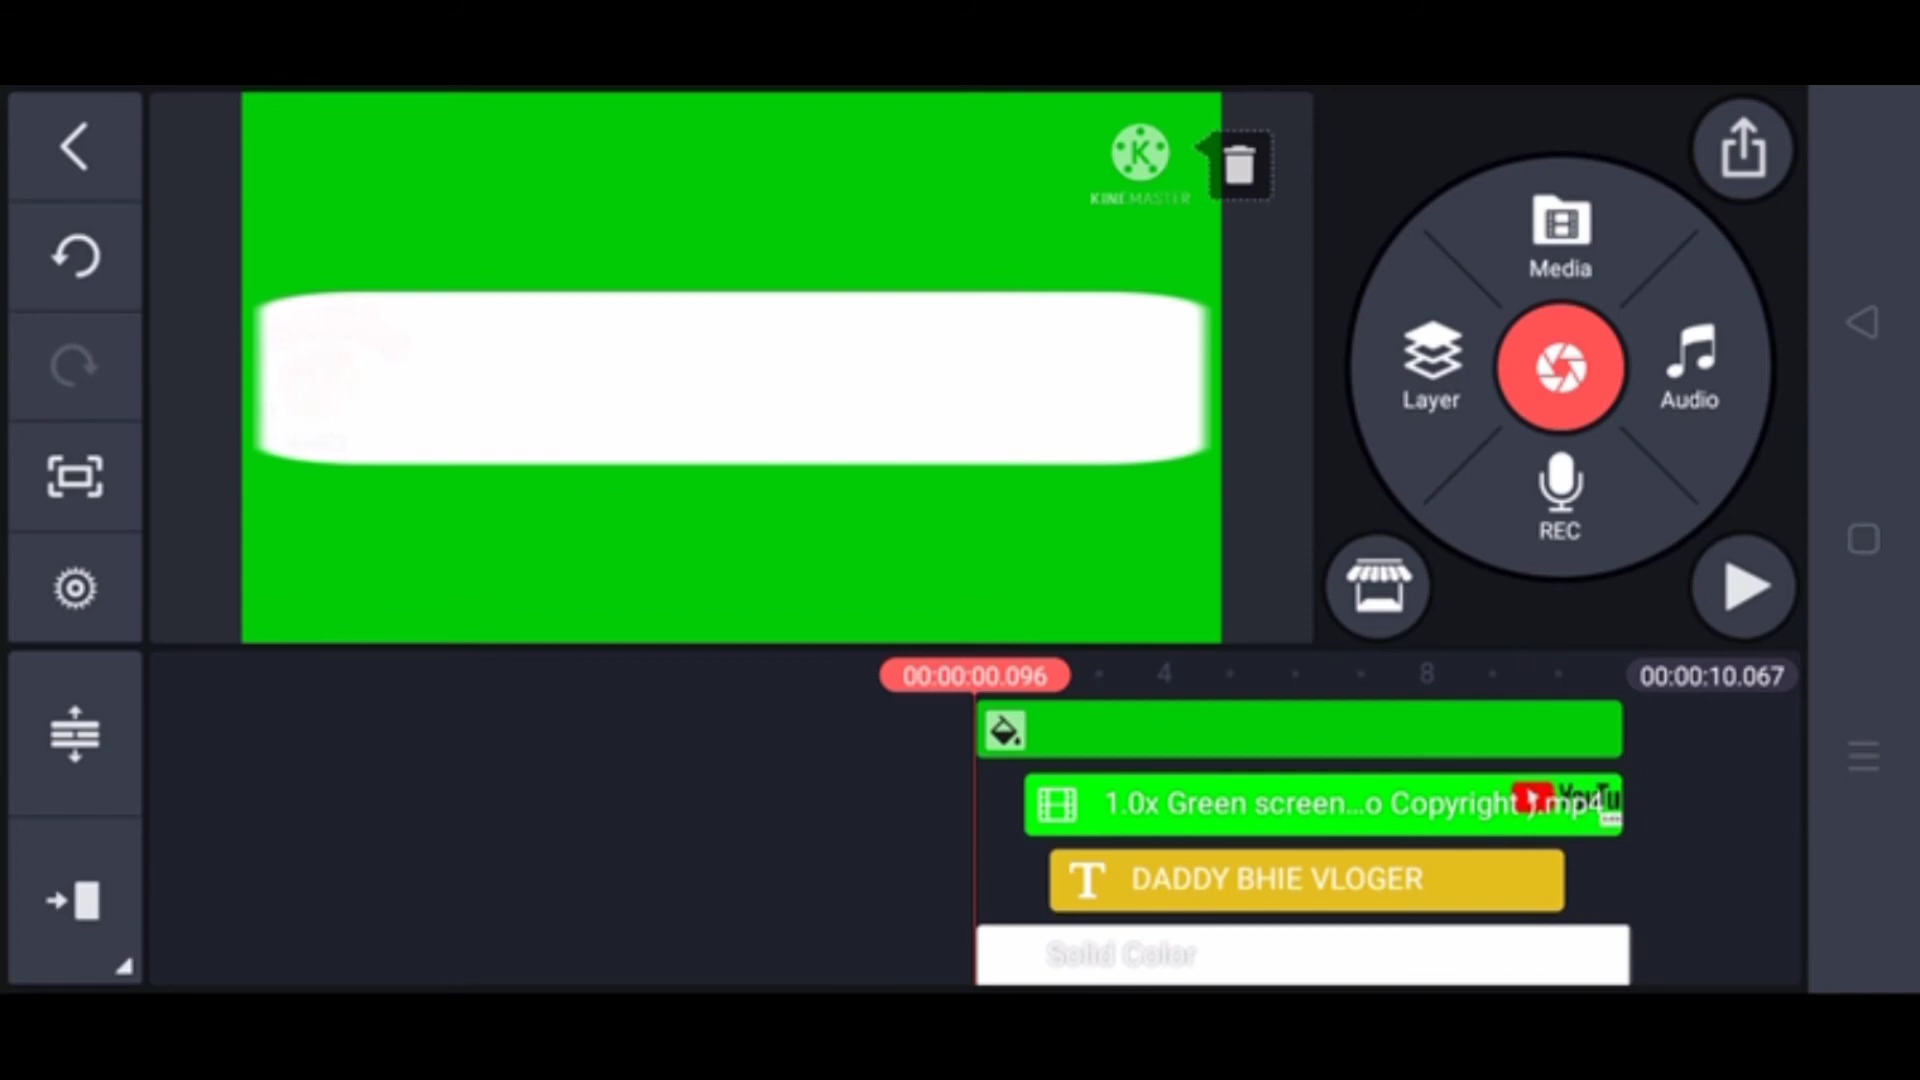 KINEMASTER
Media
Layer
Audio
REC
00:00:00.096
4
8
00:00:10.067
1.0x Green screen...o Copyright ).mp4
YouTu
DADDY BHIE VLOGER
Solid Color